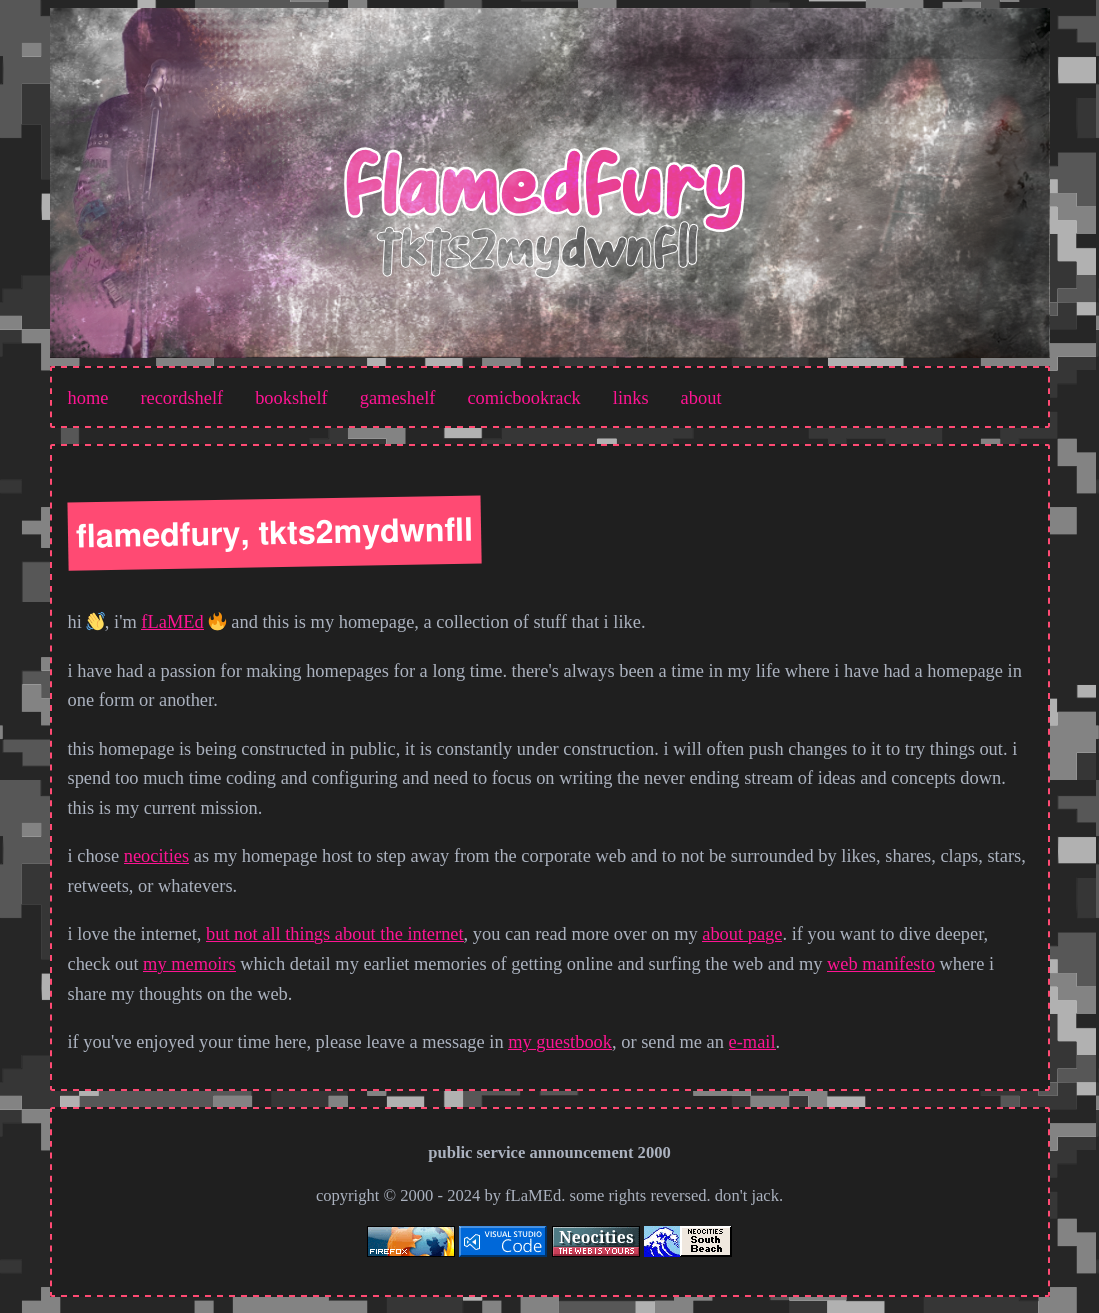 FlamedFury
tkts2mydwnfll
home recordshelf bookshelf gameshelf comicbookrack links about
flamedfury, tkts2mydwnfll
hi 👋, i'm fLaMEd 🔥 and this is my homepage, a collection of stuff that i like.
i have had a passion for making homepages for a long time. there's always been a time in my life where i have had a homepage in
one form or another.
this homepage is being constructed in public, it is constantly under construction. i will often push changes to it to try things out. i
spend too much time coding and configuring and need to focus on writing the never ending stream of ideas and concepts down.
this is my current mission.
i chose neocities as my homepage host to step away from the corporate web and to not be surrounded by likes, shares, claps, stars,
retweets, or whatevers.
i love the internet, but not all things about the internet, you can read more over on my about page. if you want to dive deeper,
check out my memoirs which detail my earliet memories of getting online and surfing the web and my web manifesto where i
share my thoughts on the web.
if you've enjoyed your time here, please leave a message in my guestbook, or send me an e-mail.
public service announcement 2000
copyright © 2000 - 2024 by fLaMEd. some rights reversed. don't jack.
FIREFOX
VISUAL STUDIO
Code
Neocities
THE WEB IS YOURS
NEOCITIES
South
Beach